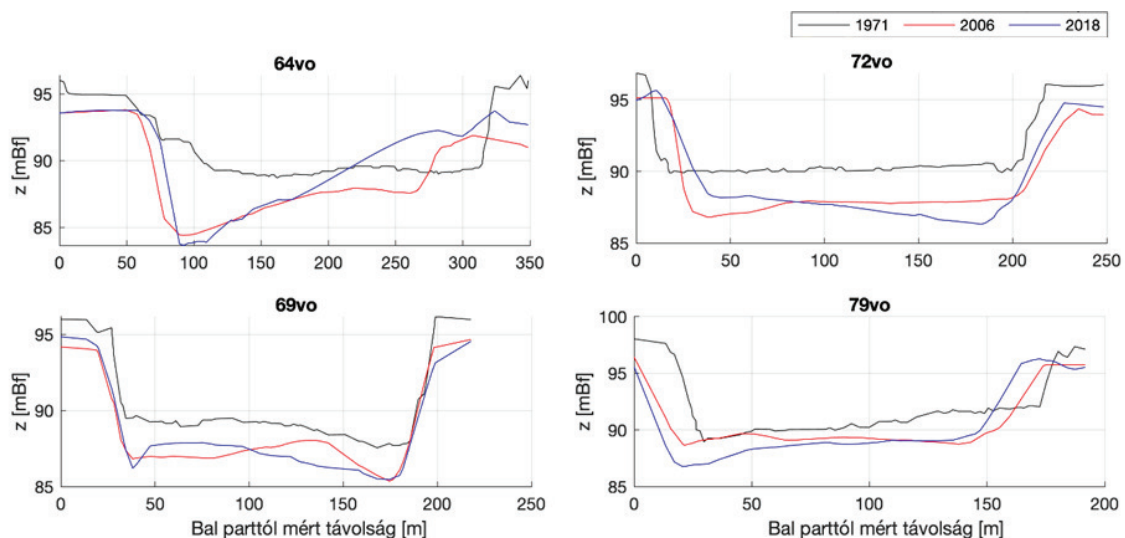 1971 2006 2018
64vo
z [mBf]
95
90
85
0 50 100 150 200 250 300 350
72vo
z [mBf]
95
90
85
0 50 100 150 200 250
69vo
z [mBf]
95
90
85
0 50 100 150 200 250
Bal parttól mért távolság [m]
79vo
z [mBf]
100
95
90
85
0 50 100 150 200
Bal parttól mért távolság [m]